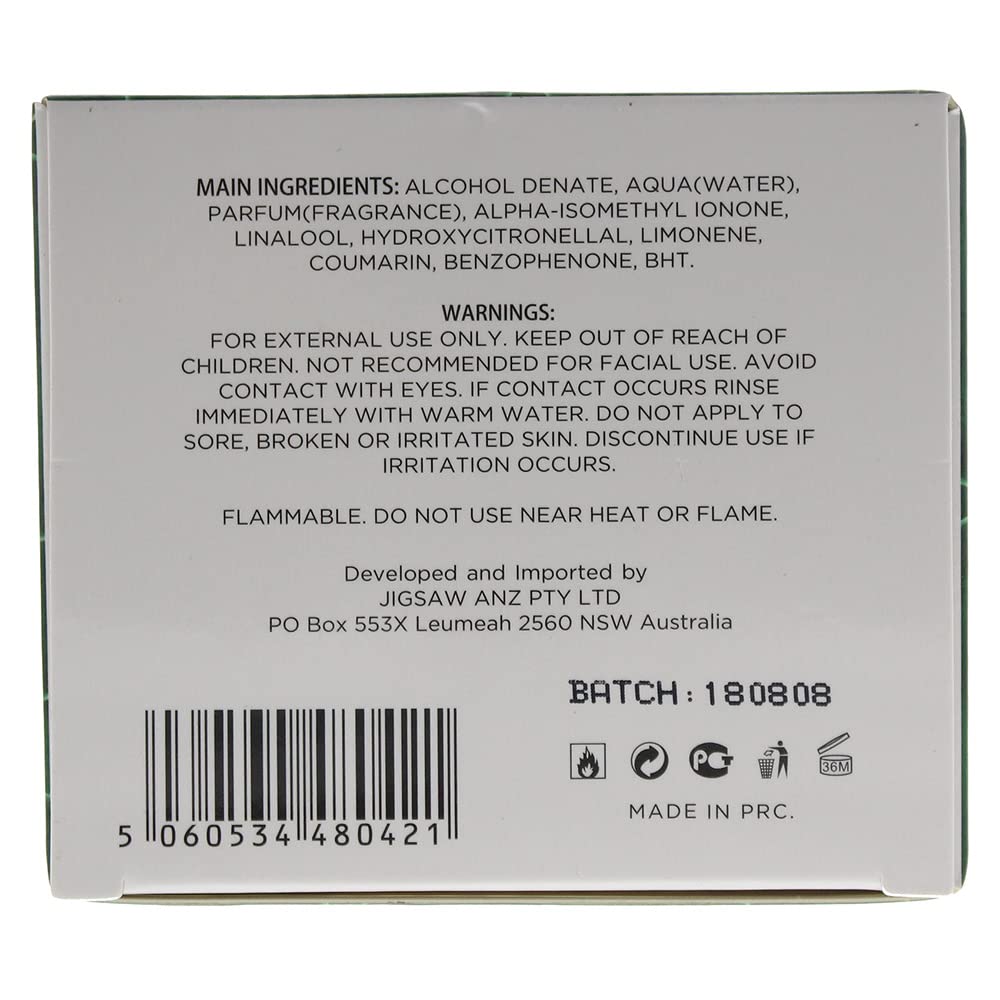 MAIN INGREDIENTS: ALCOHOL DENATE, AQUA(WATER),
PARFUM(FRAGRANCE), ALPHA-ISOMETHYL IONONE,
LINALOOL, HYDROXYCITRONELLAL, LIMONENE,
COUMARIN, BENZOPHENONE, BHT.
WARNINGS:
FOR EXTERNAL USE ONLY. KEEP OUT OF REACH OF
CHILDREN. NOT RECOMMENDED FOR FACIAL USE. AVOID
CONTACT WITH EYES. IF CONTACT OCCURS RINSE
IMMEDIATELY WITH WARM WATER. DO NOT APPLY TO
SORE, BROKEN OR IRRITATED SKIN. DISCONTINUE USE IF
IRRITATION OCCURS.
FLAMMABLE. DO NOT USE NEAR HEAT OR FLAME.
Developed and Imported by
JIGSAW ANZ PTY LTD
PO Box 553X Leumeah 2560 NSW Australia
BATCH: 180808
PCT 36M
MADE IN PRC.
5 060534 480421